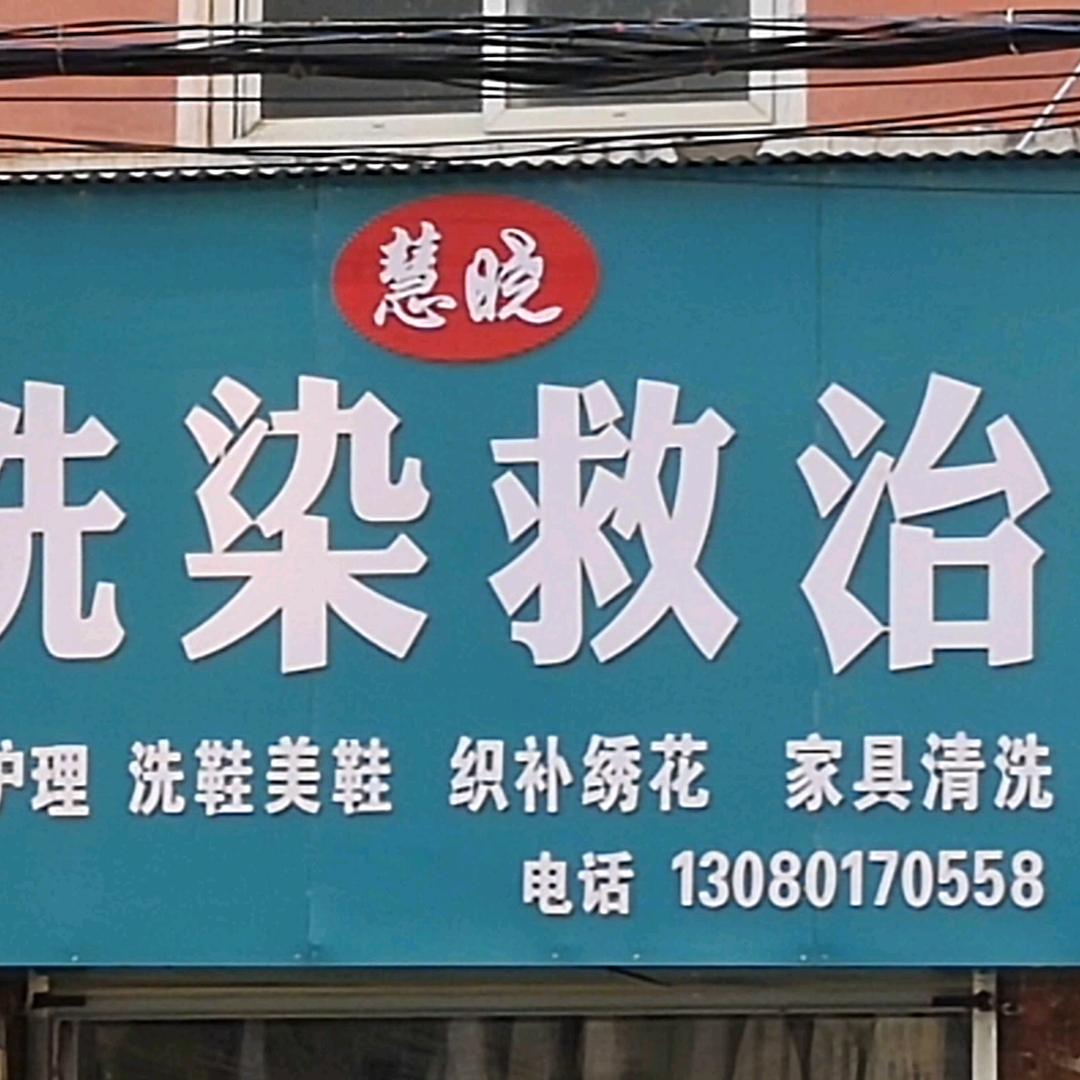 慧晓
洗染救治
护理 洗鞋美鞋 织补绣花 家具清洗
电话 13080170558